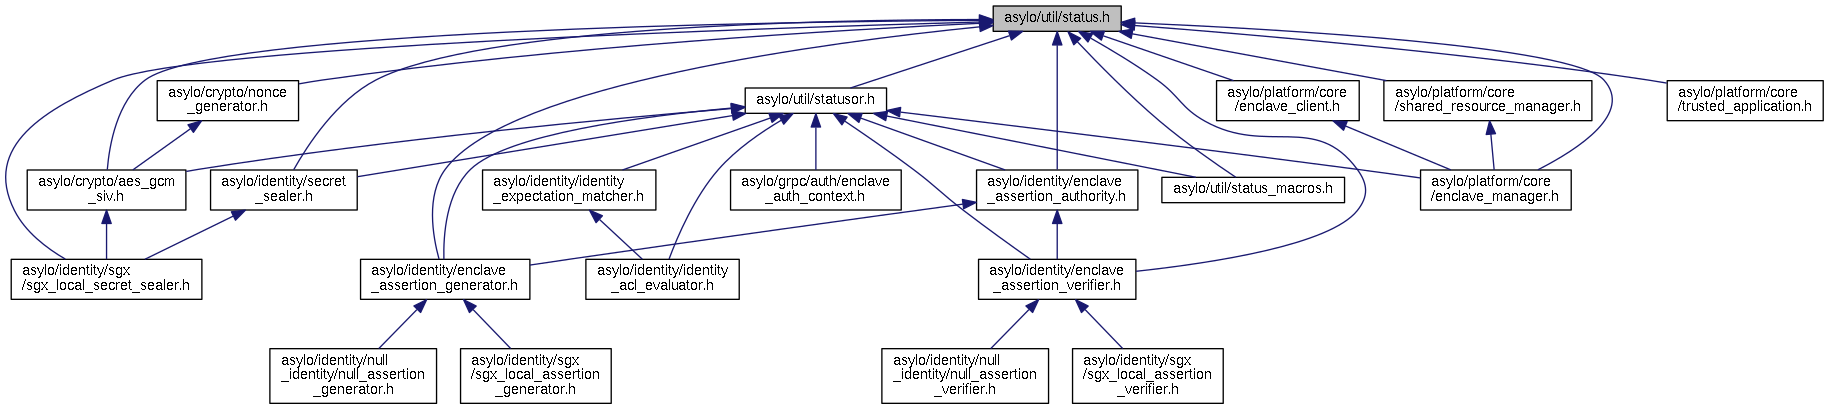 asylo/util/status.h
asylo/crypto/nonce
_generator.h
asylo/util/statusor.h
asylo/platform/core
/enclave_client.h
asylo/platform/core
/shared_resource_manager.h
asylo/platform/core
/trusted_application.h
asylo/crypto/aes_gcm
_siv.h
asylo/identity/secret
_sealer.h
asylo/identity/identity
_expectation_matcher.h
asylo/grpc/auth/enclave
_auth_context.h
asylo/identity/enclave
_assertion_authority.h
asylo/util/status_macros.h
asylo/platform/core
/enclave_manager.h
asylo/identity/sgx
/sgx_local_secret_sealer.h
asylo/identity/enclave
_assertion_generator.h
asylo/identity/identity
_acl_evaluator.h
asylo/identity/enclave
_assertion_verifier.h
asylo/identity/null
_identity/null_assertion
_generator.h
asylo/identity/sgx
/sgx_local_assertion
_generator.h
asylo/identity/null
_identity/null_assertion
_verifier.h
asylo/identity/sgx
/sgx_local_assertion
_verifier.h